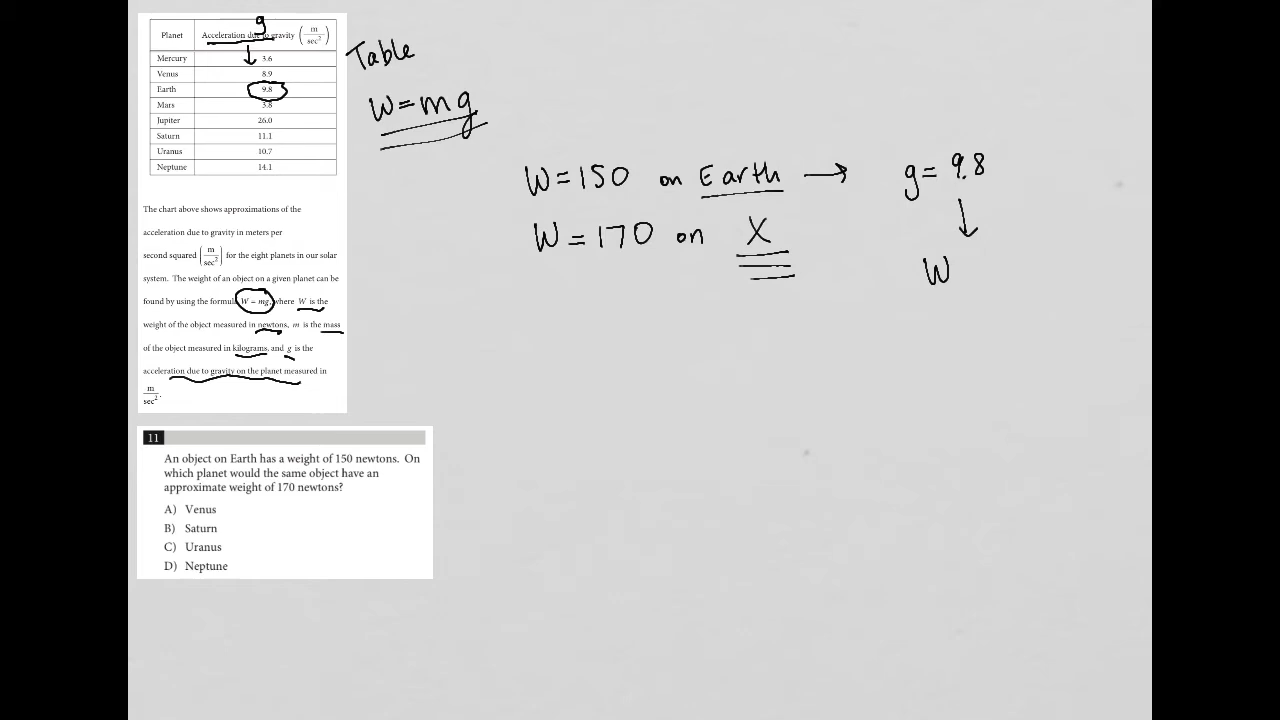 g
Planet Acceleration due to gravity (m/sec²)
Mercury 3.6
Venus 8.9
Earth 9.8
Mars 3.8
Jupiter 26.0
Saturn 11.1
Uranus 10.7
Neptune 14.1
Table
W=mg
W=150 on Earth → g=9.8
W=170 on X
W
The chart above shows approximations of the
acceleration due to gravity in meters per
second squared (m/sec²) for the eight planets in our solar
system. The weight of an object on a given planet can be
found by using the formula W = mg, where W is the
weight of the object measured in newtons, m is the mass
of the object measured in kilograms, and g is the
acceleration due to gravity on the planet measured in
m/sec².
11
An object on Earth has a weight of 150 newtons. On
which planet would the same object have an
approximate weight of 170 newtons?
A) Venus
B) Saturn
C) Uranus
D) Neptune